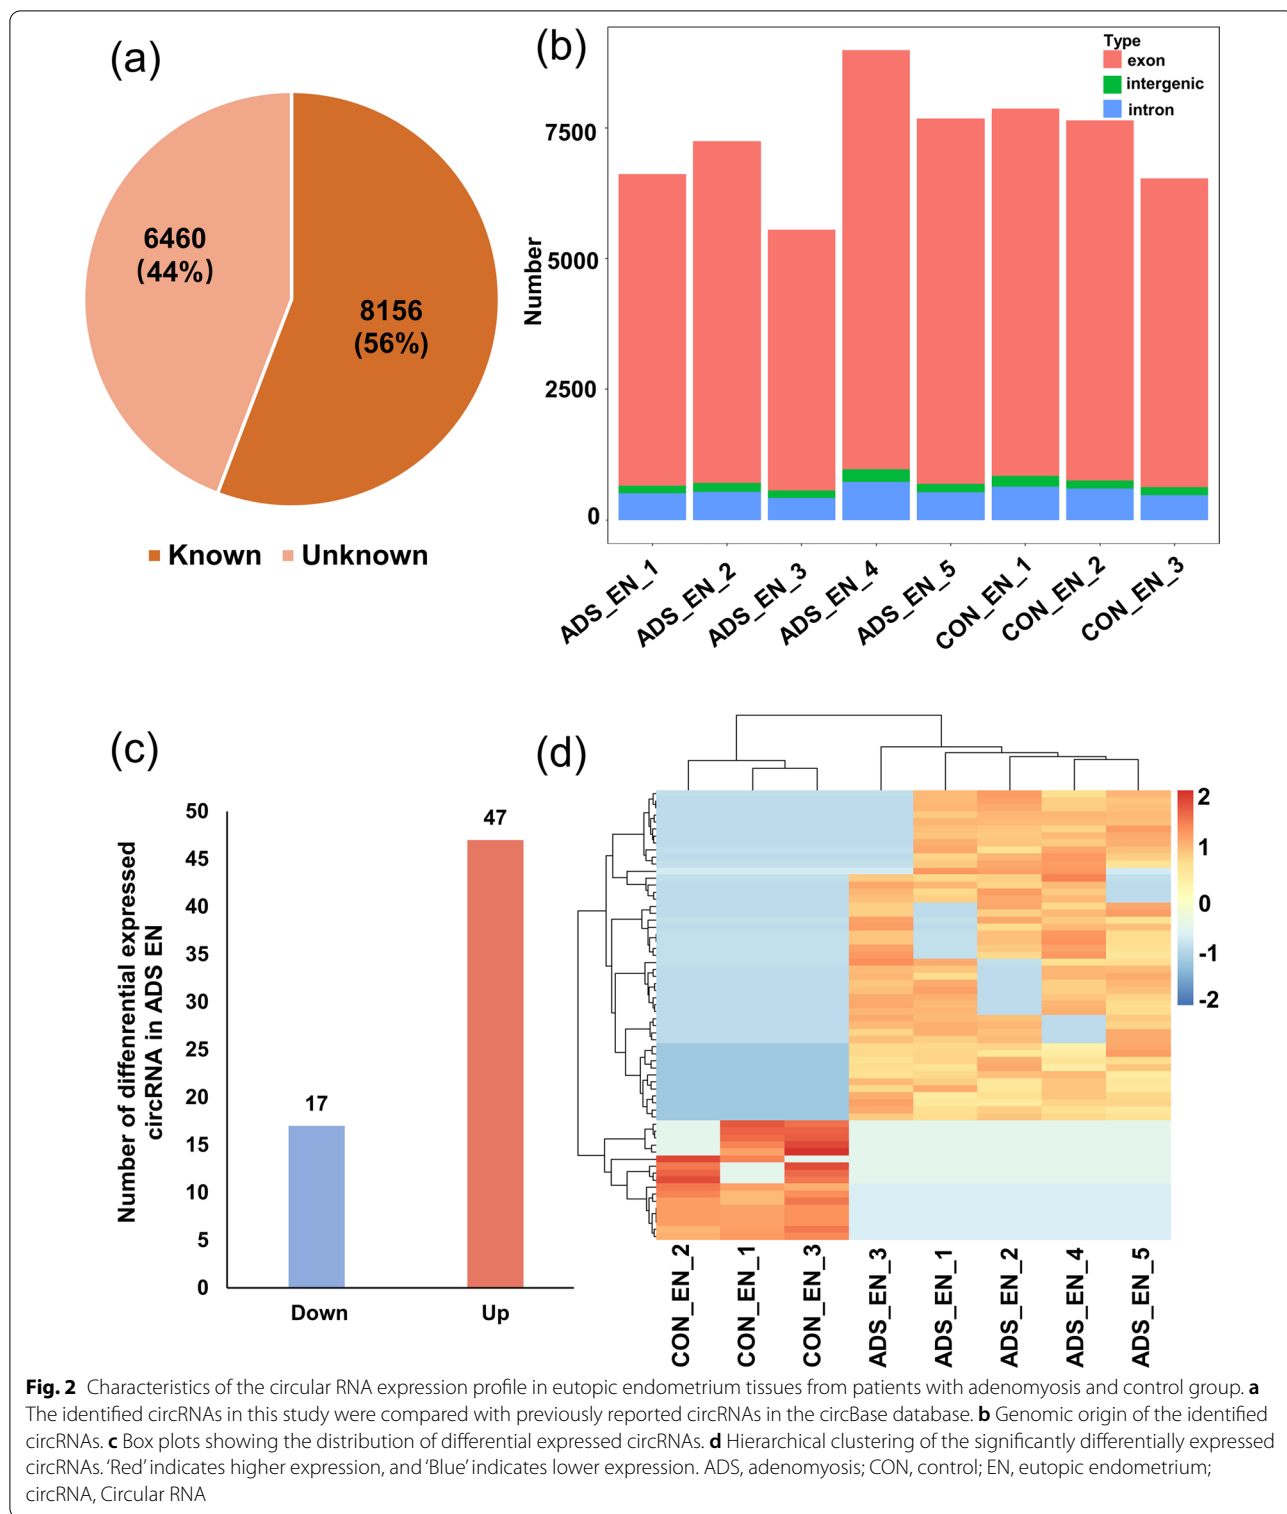 (a)
6460
(44%)
8156
(56%)
Known Unknown
(b)
Type
exon
intergenic
intron
Number
7500
5000
2500
0
ADS_EN_1
ADS_EN_2
ADS_EN_3
ADS_EN_4
ADS_EN_5
CON_EN_1
CON_EN_2
CON_EN_3
(c)
Number of diffenrential expressed
circRNA in ADS EN
50
45
40
35
30
25
20
15
10
5
0
17
47
Down
Up
(d)
2
1
0
-1
-2
CON_EN_2
CON_EN_1
CON_EN_3
ADS_EN_3
ADS_EN_1
ADS_EN_2
ADS_EN_4
ADS_EN_5
Fig. 2 Characteristics of the circular RNA expression profile in eutopic endometrium tissues from patients with adenomyosis and control group. a
The identified circRNAs in this study were compared with previously reported circRNAs in the circBase database. b Genomic origin of the identified
circRNAs. c Box plots showing the distribution of differential expressed circRNAs. d Hierarchical clustering of the significantly differentially expressed
circRNAs. ‘Red’ indicates higher expression, and ‘Blue’ indicates lower expression. ADS, adenomyosis; CON, control; EN, eutopic endometrium;
circRNA, Circular RNA